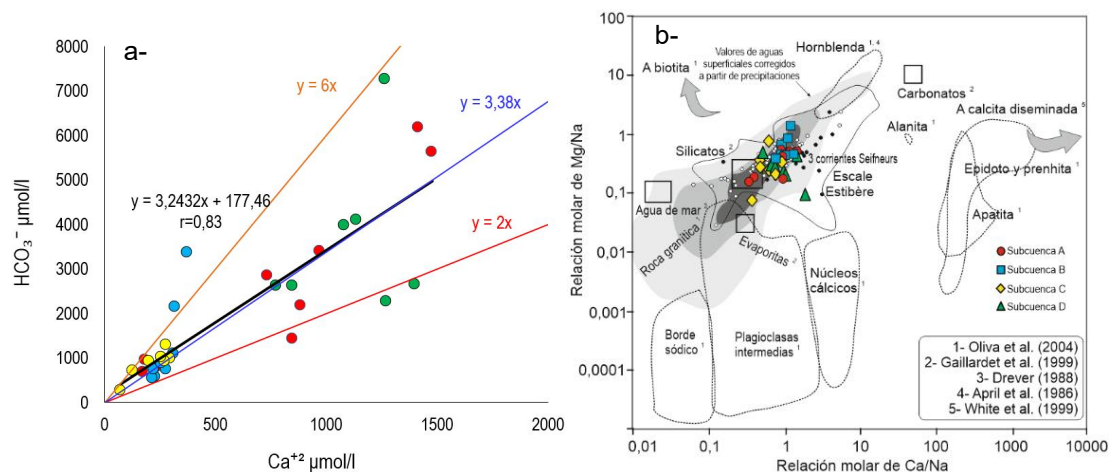 a-
8000
7000
6000
5000
4000
3000
2000
1000
0
HCO₃⁻ µmol/l
y = 6x
y = 3,38x
y = 3,2432x + 177,46
r=0,83
y = 2x
0
500
1000
1500
2000
Ca⁺² µmol/l
b-
100
10
1
0,1
0,01
0,001
0,0001
Relación molar de Mg/Na
Valores de aguas
superficiales corregidos
a partir de precipitaciones
Hornblenda 1, 4
A biotita 1
Carbonatos 2
A calcita diseminada 5
Alanita 1
Silicatos 2
3 corrientes Seifneurs
Escale
Estibère
Epidoto y prenhita 1
Agua de mar 2
Roca granítica 1
Evaporitas 2
Apatita 1
Núcleos
cálcicos 1
Borde
sódico 1
Plagioclasas
intermedias 1
Subcuenca A
Subcuenca B
Subcuenca C
Subcuenca D
1- Oliva et al. (2004)
2- Gaillardet et al. (1999)
3- Drever (1988)
4- April et al. (1986)
5- White et al. (1999)
0,01
0,1
1
10
100
1000
10000
Relación molar de Ca/Na